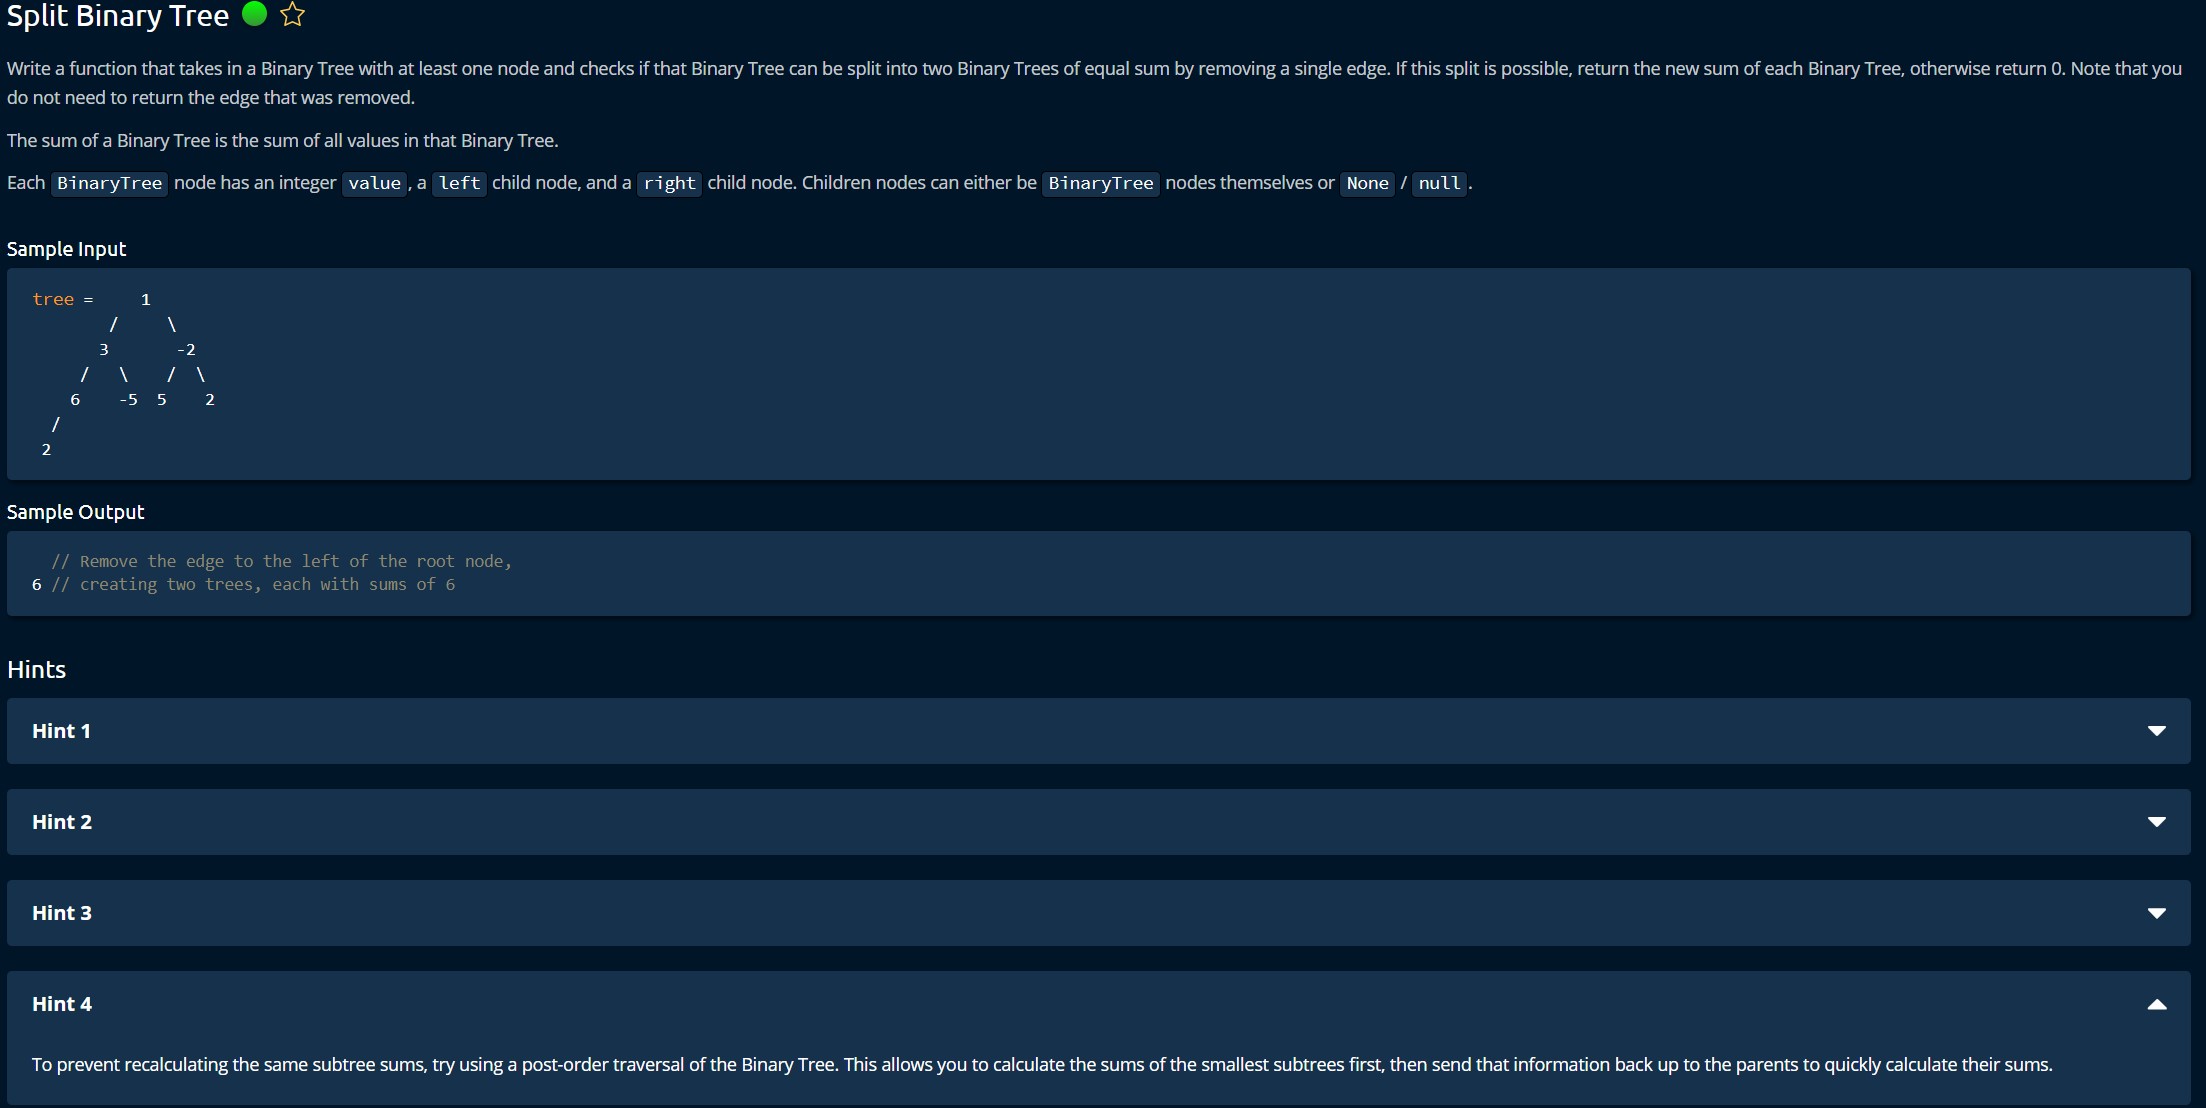 Split Binary Tree
Write a function that takes in a Binary Tree with at least one node and checks if that Binary Tree can be split into two Binary Trees of equal sum by removing a single edge. If this split is possible, return the new sum of each Binary Tree, otherwise return 0. Note that you
do not need to return the edge that was removed.
The sum of a Binary Tree is the sum of all values in that Binary Tree.
Each BinaryTree node has an integer value , a left child node, and a right child node. Children nodes can either be BinaryTree nodes themselves or None / null .
Sample Input
tree =     1
        /     \
       3       -2
     /   \    /  \
    6    -5  5    2
  /
 2
Sample Output
  // Remove the edge to the left of the root node,
6 // creating two trees, each with sums of 6
Hints
Hint 1
Hint 2
Hint 3
Hint 4
To prevent recalculating the same subtree sums, try using a post-order traversal of the Binary Tree. This allows you to calculate the sums of the smallest subtrees first, then send that information back up to the parents to quickly calculate their sums.